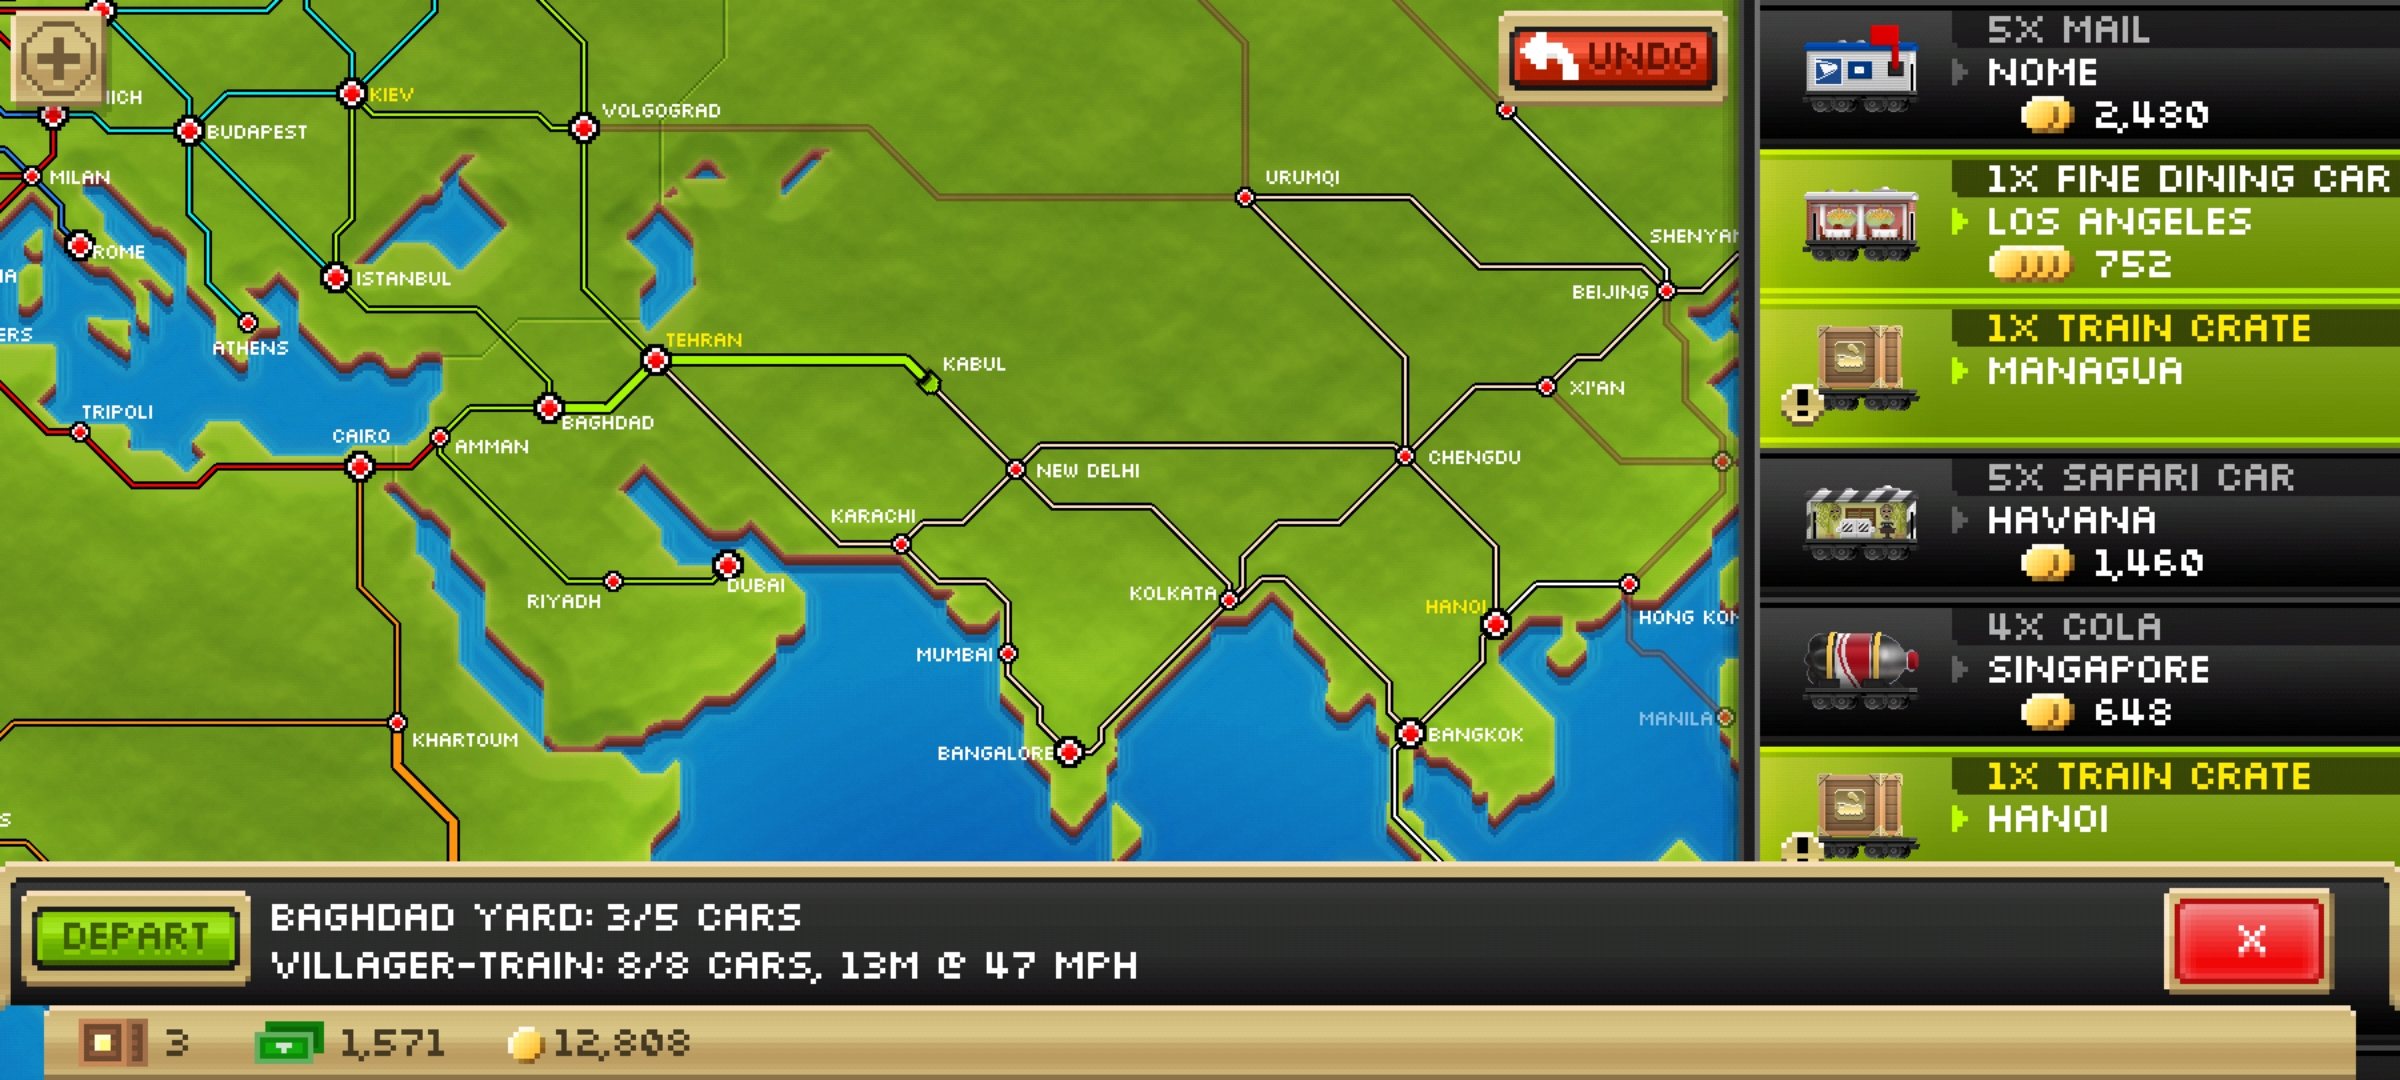 UNDO
5X MAIL
NOME
2,480
1X FINE DINING CAR
LOS ANGELES
752
1X TRAIN CRATE
MANAGUA
5X SAFARI CAR
HAVANA
1,460
4X COLA
SINGAPORE
648
1X TRAIN CRATE
HANOI
ICH
KIEV
BUDAPEST
VOLGOGRAD
MILAN
URUMQI
ROME
SHENYAN
ISTANBUL
BEIJING
ERS
ATHENS
TEHRAN
KABUL
XI'AN
TRIPOLI
CAIRO
BAGHDAD
AMMAN
NEW DELHI
CHENGDU
KARACHI
DUBAI
RIYADH
KOLKATA
HANOI
HONG KON
MUMBAI
MANILA
KHARTOUM
BANGALORE
BANGKOK
DEPART
BAGHDAD YARD: 3/5 CARS
VILLAGER-TRAIN: 8/8 CARS, 13M @ 47 MPH
X
3
1,571
12,808